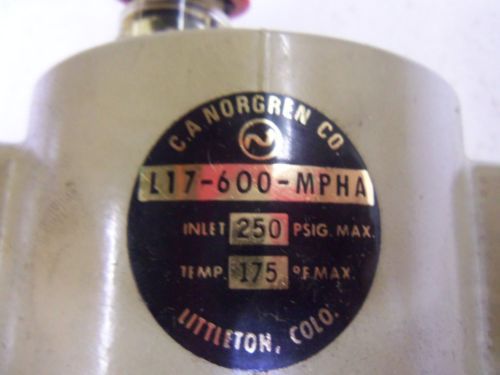 C.A. NORGREN CO.
L17-600-MPHA
INLET 250 PSIG. MAX.
TEMP. 175 °F. MAX.
LITTLETON, COLO.